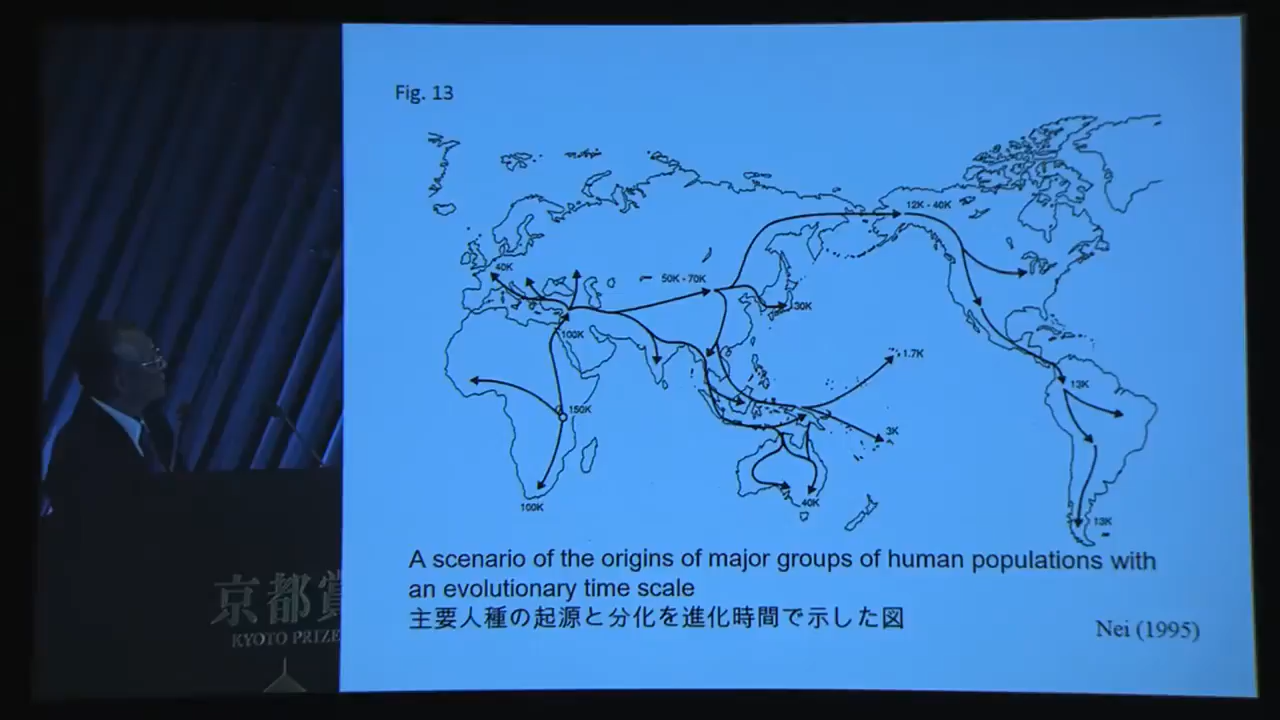 Fig. 13
12K - 40K
40K
50K - 70K
30K
100K
1.7K
13K
150K
3K
100K
40K
13K
A scenario of the origins of major groups of human populations with
an evolutionary time scale
主要人種の起源と分化を進化時間で示した図
Nei (1995)
京都賞
KYOTO PRIZE